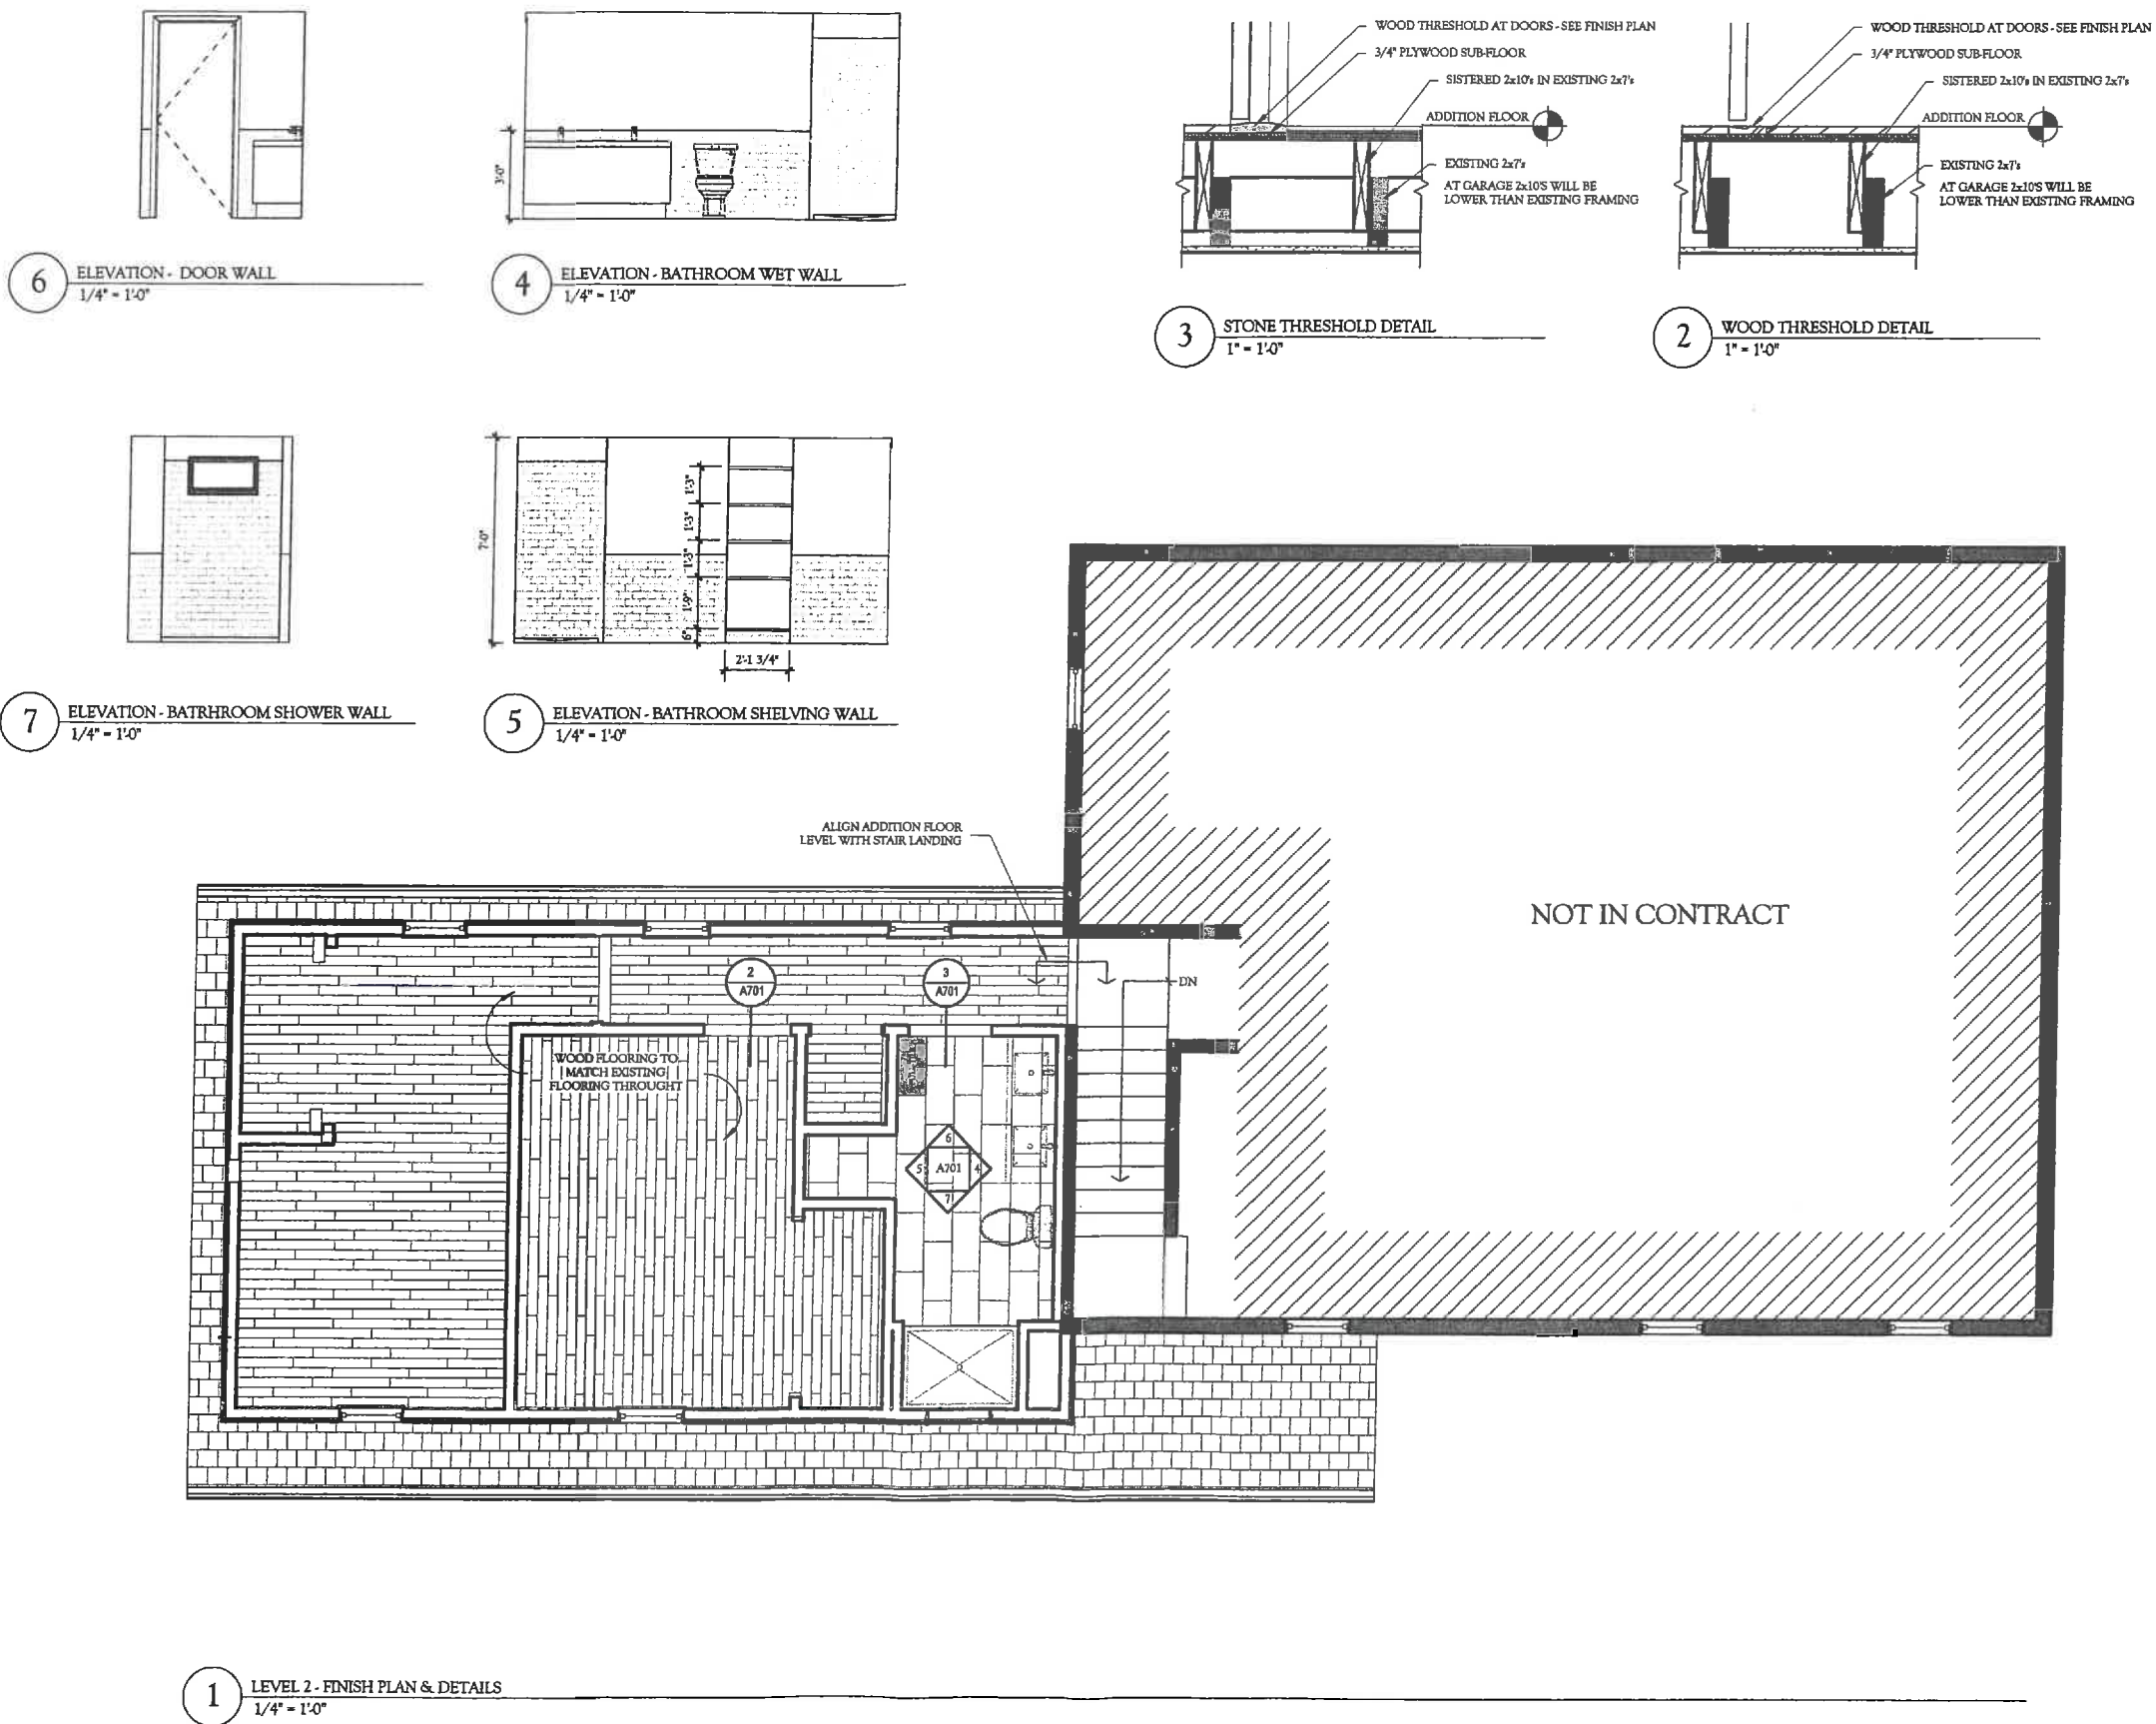 WOOD THRESHOLD AT DOORS - SEE FINISH PLAN
3/4" PLYWOOD SUB-FLOOR
SISTERED 2x10's IN EXISTING 2x7's
ADDITION FLOOR
EXISTING 2x7's
AT GARAGE 2x10'S WILL BE
LOWER THAN EXISTING FRAMING
WOOD THRESHOLD AT DOORS - SEE FINISH PLAN
3/4" PLYWOOD SUB-FLOOR
SISTERED 2x10's IN EXISTING 2x7's
ADDITION FLOOR
EXISTING 2x7's
AT GARAGE 2x10'S WILL BE
LOWER THAN EXISTING FRAMING
3'-0"
6 ELEVATION - DOOR WALL
1/4" = 1'-0"
4 ELEVATION - BATHROOM WET WALL
1/4" = 1'-0"
3 STONE THRESHOLD DETAIL
1" = 1'-0"
2 WOOD THRESHOLD DETAIL
1" = 1'-0"
7'-0"
1'-3"
1'-3"
1'-3"
1'-9"
6"
2'-1 3/4"
7 ELEVATION - BATRHROOM SHOWER WALL
1/4" = 1'-0"
5 ELEVATION - BATHROOM SHELVING WALL
1/4" = 1'-0"
ALIGN ADDITION FLOOR
LEVEL WITH STAIR LANDING
NOT IN CONTRACT
2
A701
3
A701
DN
WOOD FLOORING TO
MATCH EXISTING
FLOORING THROUGHT
6
5 A701 4
7
1 LEVEL 2 - FINISH PLAN & DETAILS
1/4" = 1'-0"